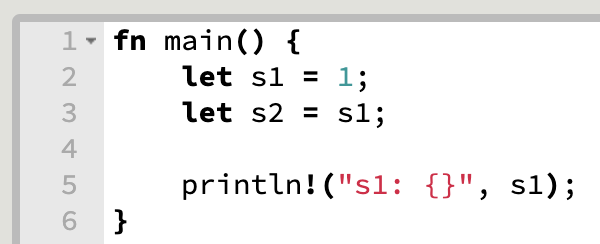 1 fn main() {
2     let s1 = 1;
3     let s2 = s1;
4
5     println!("s1: {}", s1);
6 }